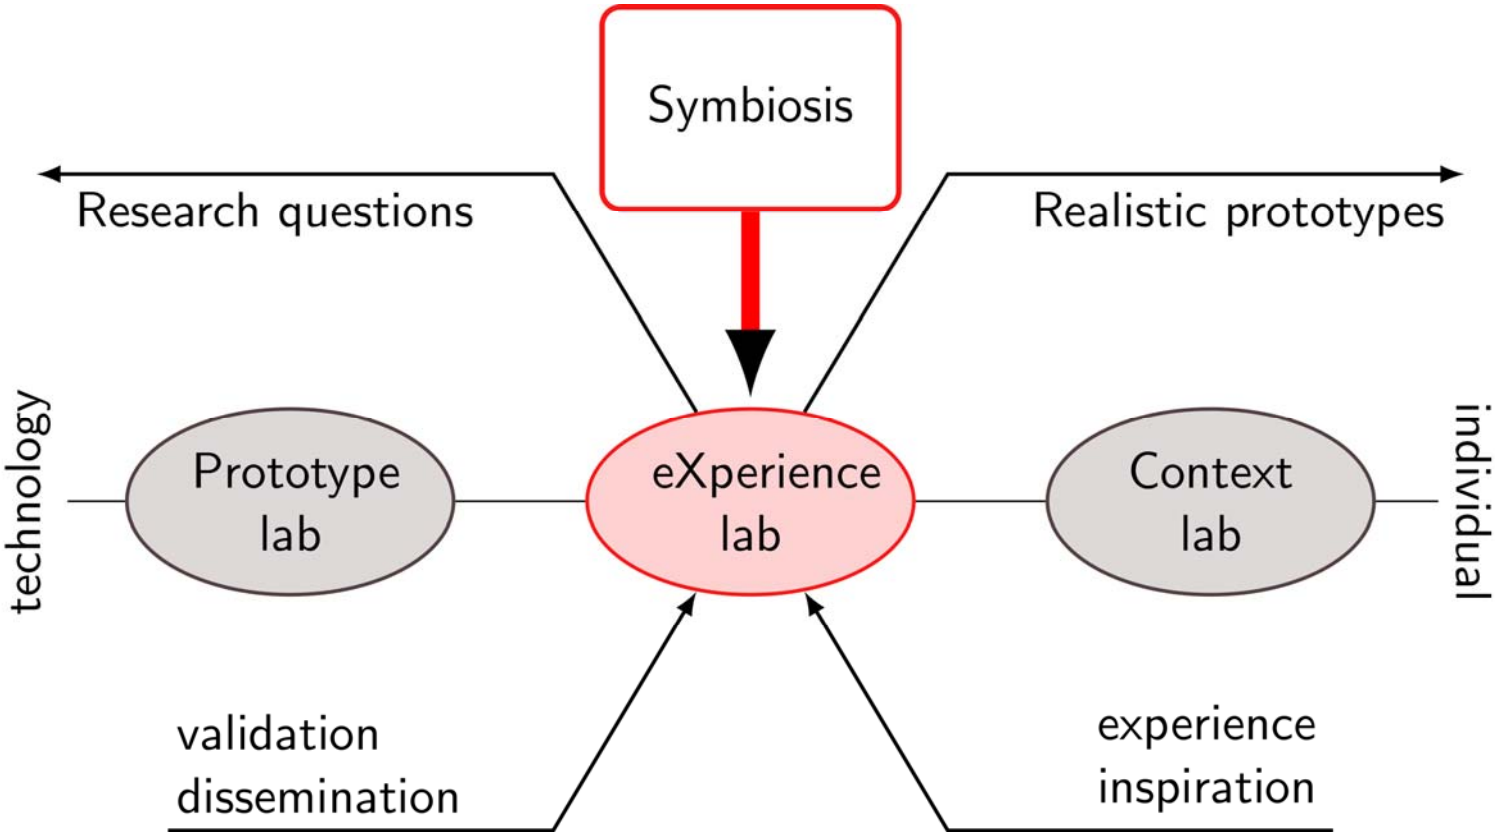 Symbiosis
Research questions
Realistic prototypes
technology
Prototype
lab
eXperience
lab
Context
lab
individual
validation
dissemination
experience
inspiration